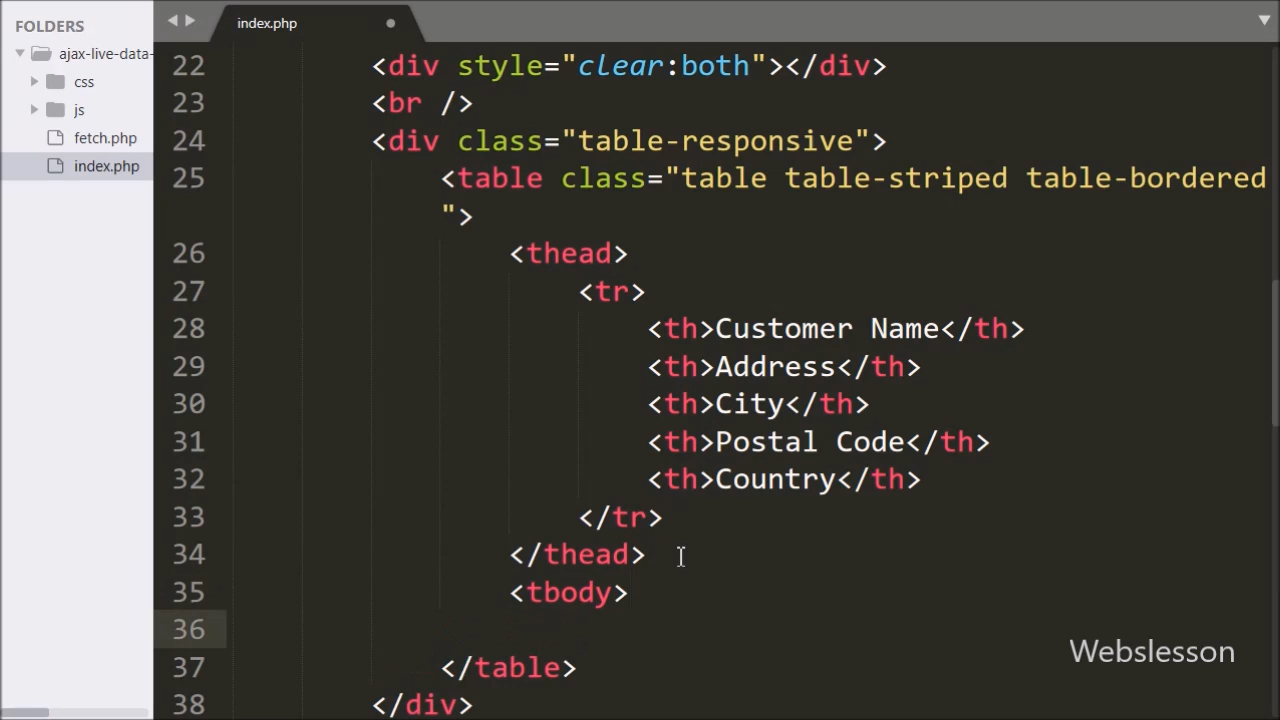 FOLDERS
ajax-live-data-
css
js
fetch.php
index.php
index.php
22 <div style="clear:both"></div>
23 <br />
24 <div class="table-responsive">
25 <table class="table table-striped table-bordered
">
26 <thead>
27 <tr>
28 <th>Customer Name</th>
29 <th>Address</th>
30 <th>City</th>
31 <th>Postal Code</th>
32 <th>Country</th>
33 </tr>
34 </thead>
35 <tbody>
36
37 </table>
38 </div>
Webslesson